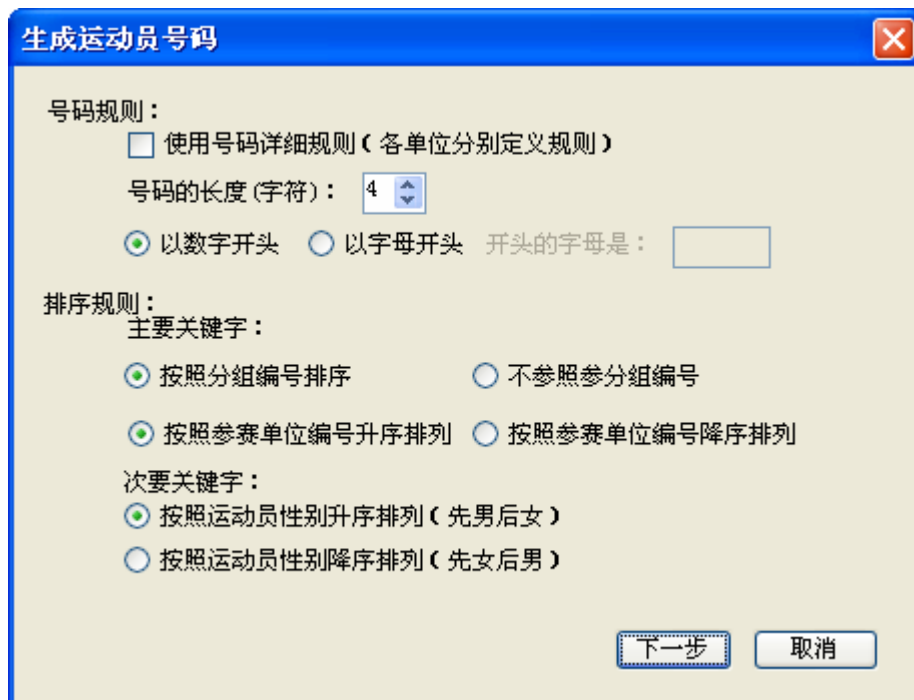 生成运动员号码
号码规则：
使用号码详细规则（各单位分别定义规则）
号码的长度(字符)： 4
以数字开头 以字母开头 开头的字母是：
排序规则：
主要关键字：
按照分组编号排序 不参照参分组编号
按照参赛单位编号升序排列 按照参赛单位编号降序排列
次要关键字：
按照运动员性别升序排列（先男后女）
按照运动员性别降序排列（先女后男）
下一步 取消